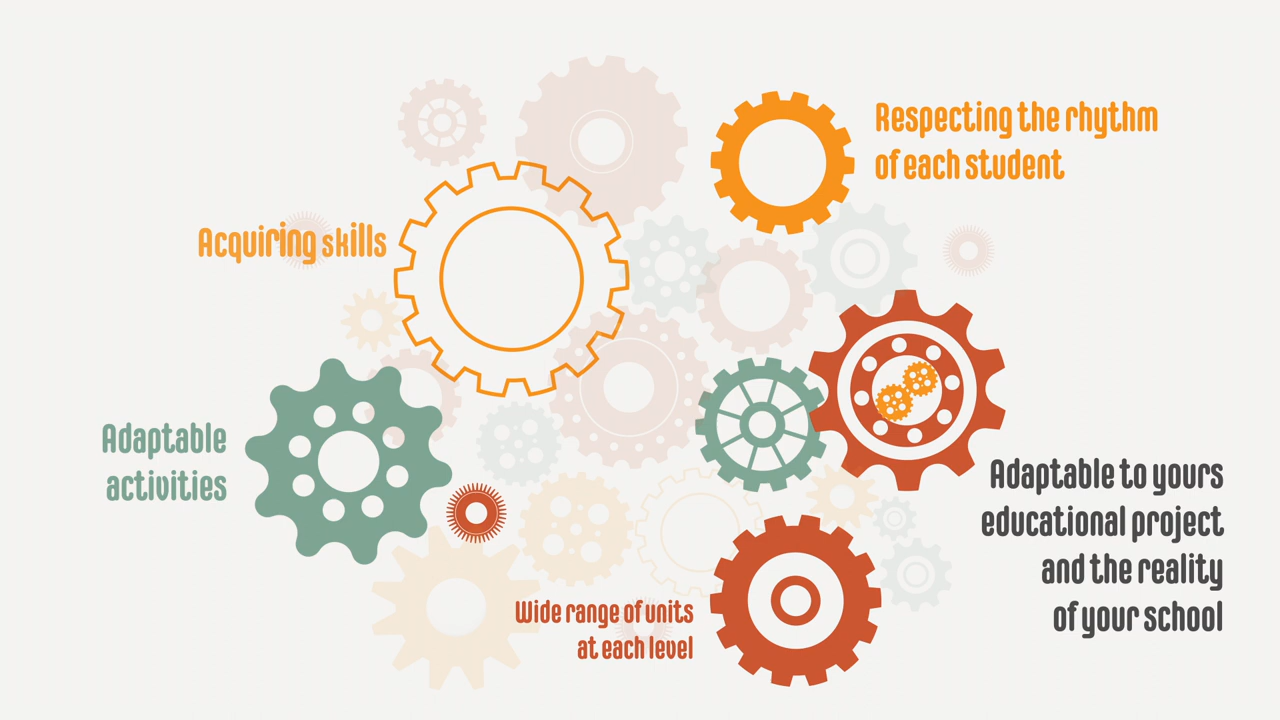 Respecting the rhythm
of each student
Acquiring skills
Adaptable
activities
Adaptable to yours
educational project
and the reality
of your school
Wide range of units
at each level